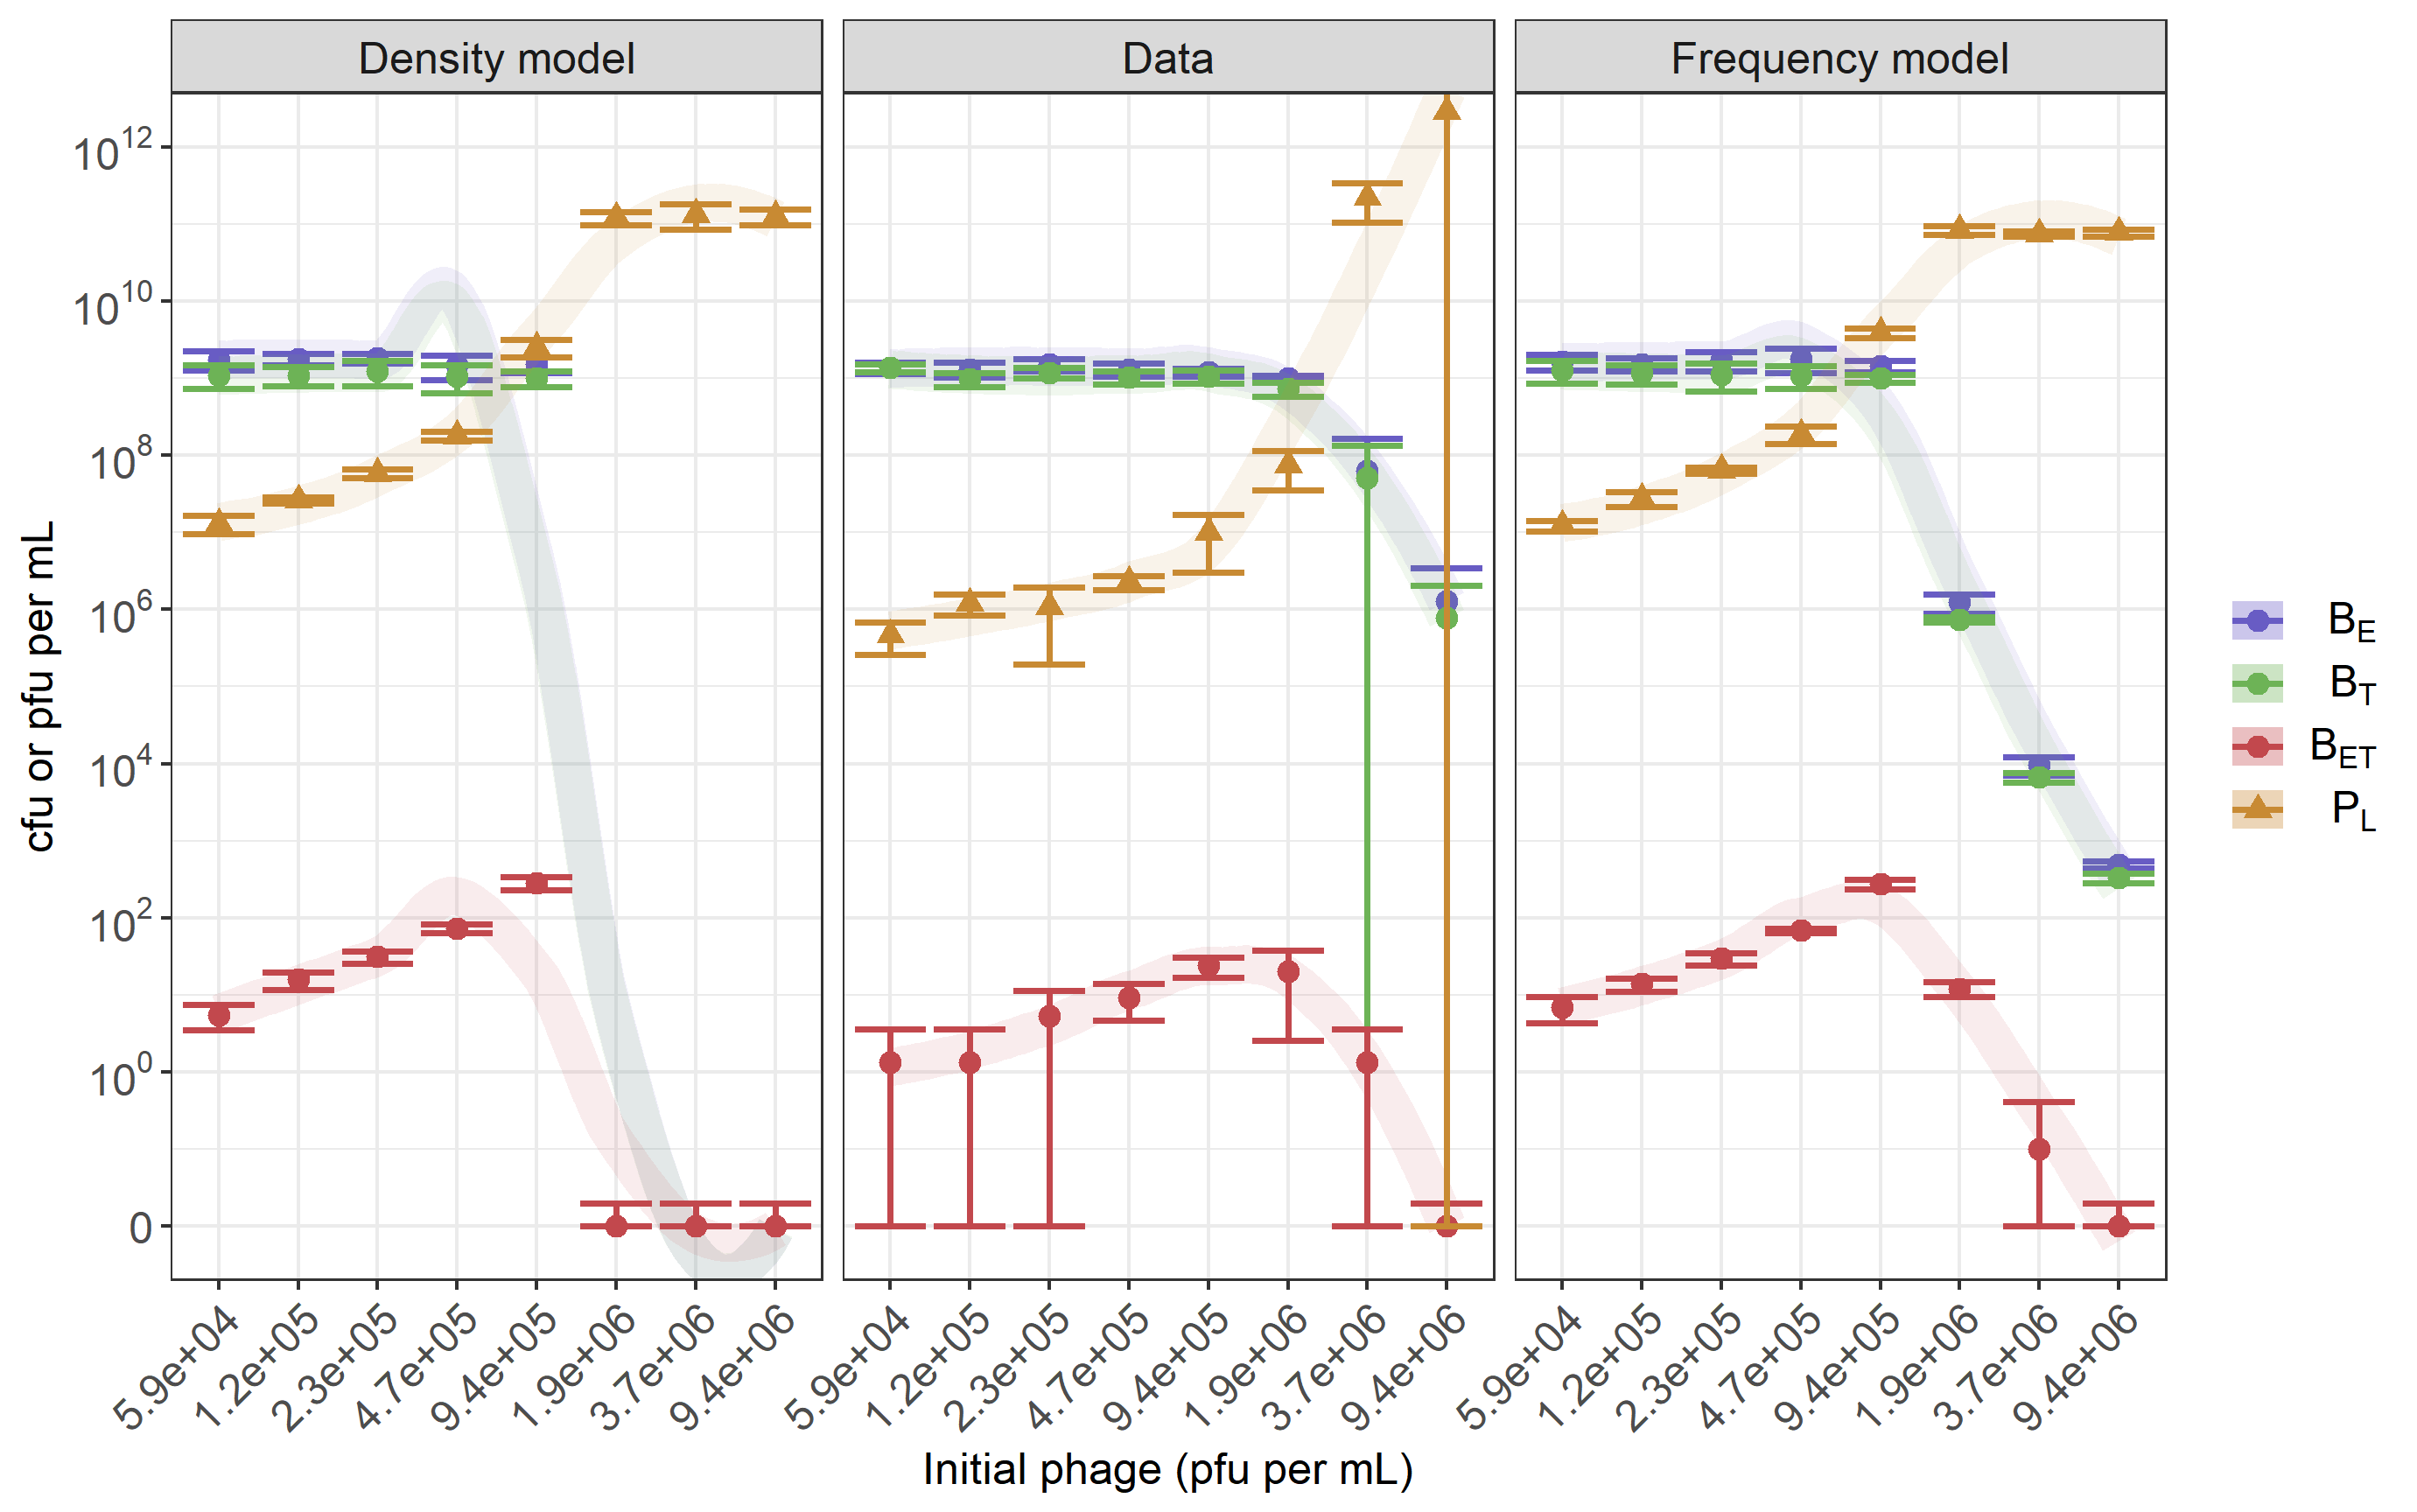 Density model
Data
Frequency model
cfu or pfu per mL
10^12
10^10
10^8
10^6
10^4
10^2
10^0
0
5.9e+04
1.2e+05
2.3e+05
4.7e+05
9.4e+05
1.9e+06
3.7e+06
9.4e+06
5.9e+04
1.2e+05
2.3e+05
4.7e+05
9.4e+05
1.9e+06
3.7e+06
9.4e+06
5.9e+04
1.2e+05
2.3e+05
4.7e+05
9.4e+05
1.9e+06
3.7e+06
9.4e+06
Initial phage (pfu per mL)
B_E
B_T
B_ET
P_L